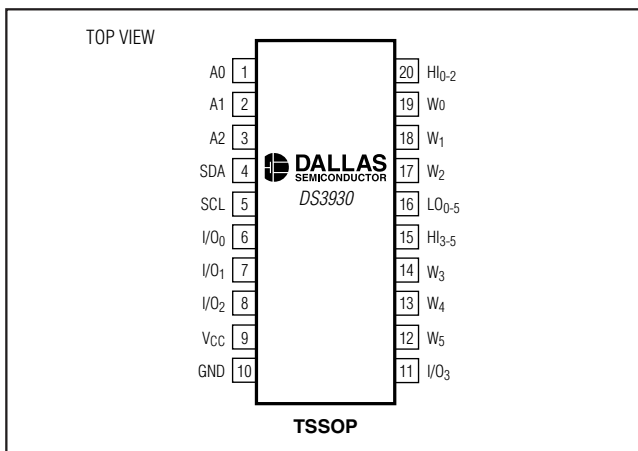 TOP VIEW
A0 1
A1 2
A2 3
SDA 4
SCL 5
I/O0 6
I/O1 7
I/O2 8
VCC 9
GND 10
DALLAS
SEMICONDUCTOR
DS3930
20 HI0-2
19 W0
18 W1
17 W2
16 LO0-5
15 HI3-5
14 W3
13 W4
12 W5
11 I/O3
TSSOP